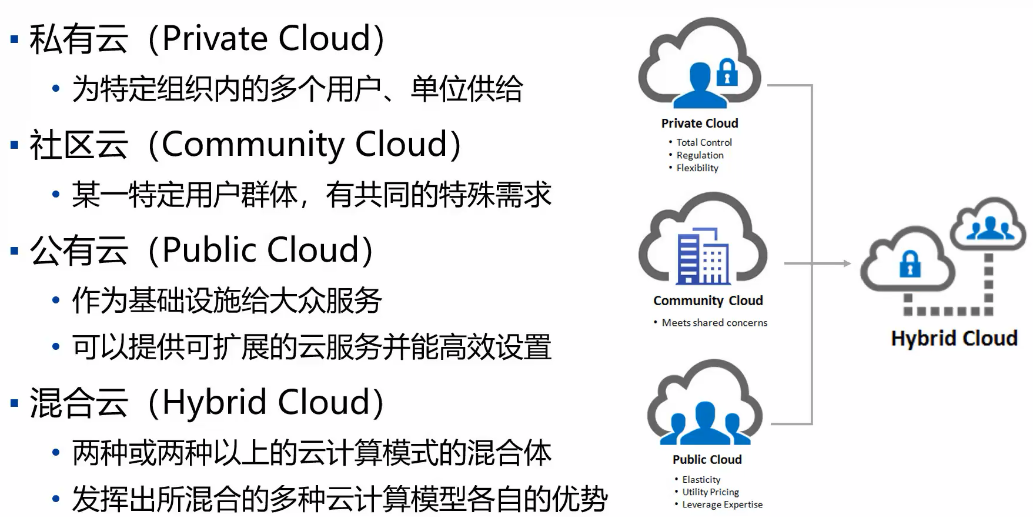 ▪ 私有云（Private Cloud）
• 为特定组织内的多个用户、单位供给
▪ 社区云（Community Cloud）
• 某一特定用户群体，有共同的特殊需求
▪ 公有云（Public Cloud）
• 作为基础设施给大众服务
• 可以提供可扩展的云服务并能高效设置
▪ 混合云（Hybrid Cloud）
• 两种或两种以上的云计算模式的混合体
• 发挥出所混合的多种云计算模型各自的优势
Private Cloud
• Total Control
• Regulation
• Flexibility
Community Cloud
• Meets shared concerns
Public Cloud
• Elasticity
• Utility Pricing
• Leverage Expertise
Hybrid Cloud